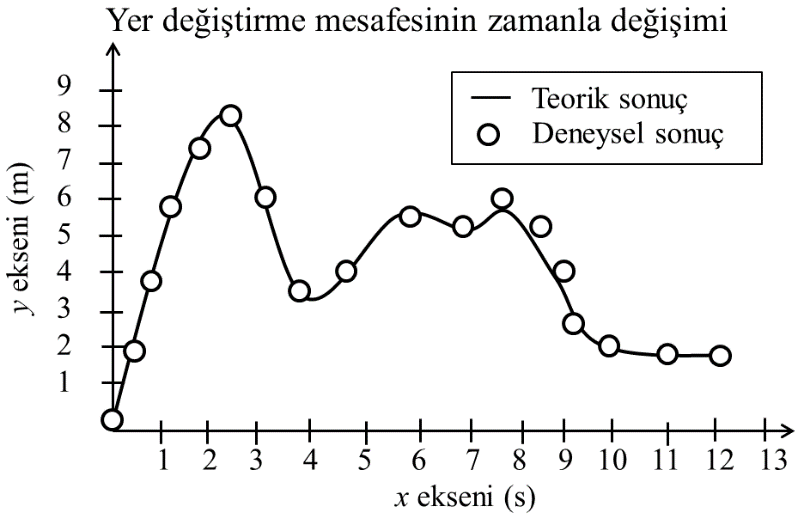 Yer değiştirme mesafesinin zamanla değişimi
Teorik sonuç
Deneysel sonuç
y ekseni (m)
9
8
7
6
5
4
3
2
1
1 2 3 4 5 6 7 8 9 10 11 12 13
x ekseni (s)